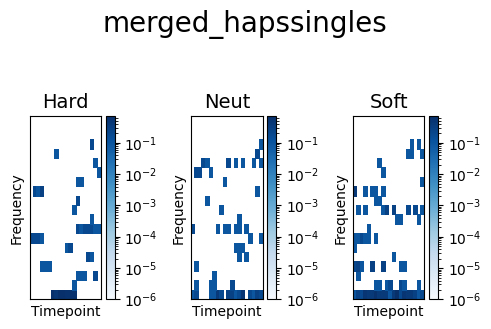 merged_hapssingles
Hard
Neut
Soft
Frequency
Timepoint
10⁻¹
10⁻²
10⁻³
10⁻⁴
10⁻⁵
10⁻⁶
Frequency
Timepoint
10⁻¹
10⁻²
10⁻³
10⁻⁴
10⁻⁵
10⁻⁶
Frequency
Timepoint
10⁻¹
10⁻²
10⁻³
10⁻⁴
10⁻⁵
10⁻⁶